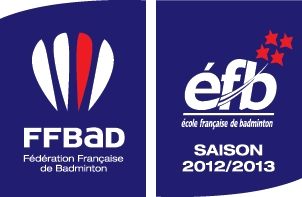 FFBaD
Fédération Française
de Badminton
éfb
école française de badminton
SAISON
2012/2013